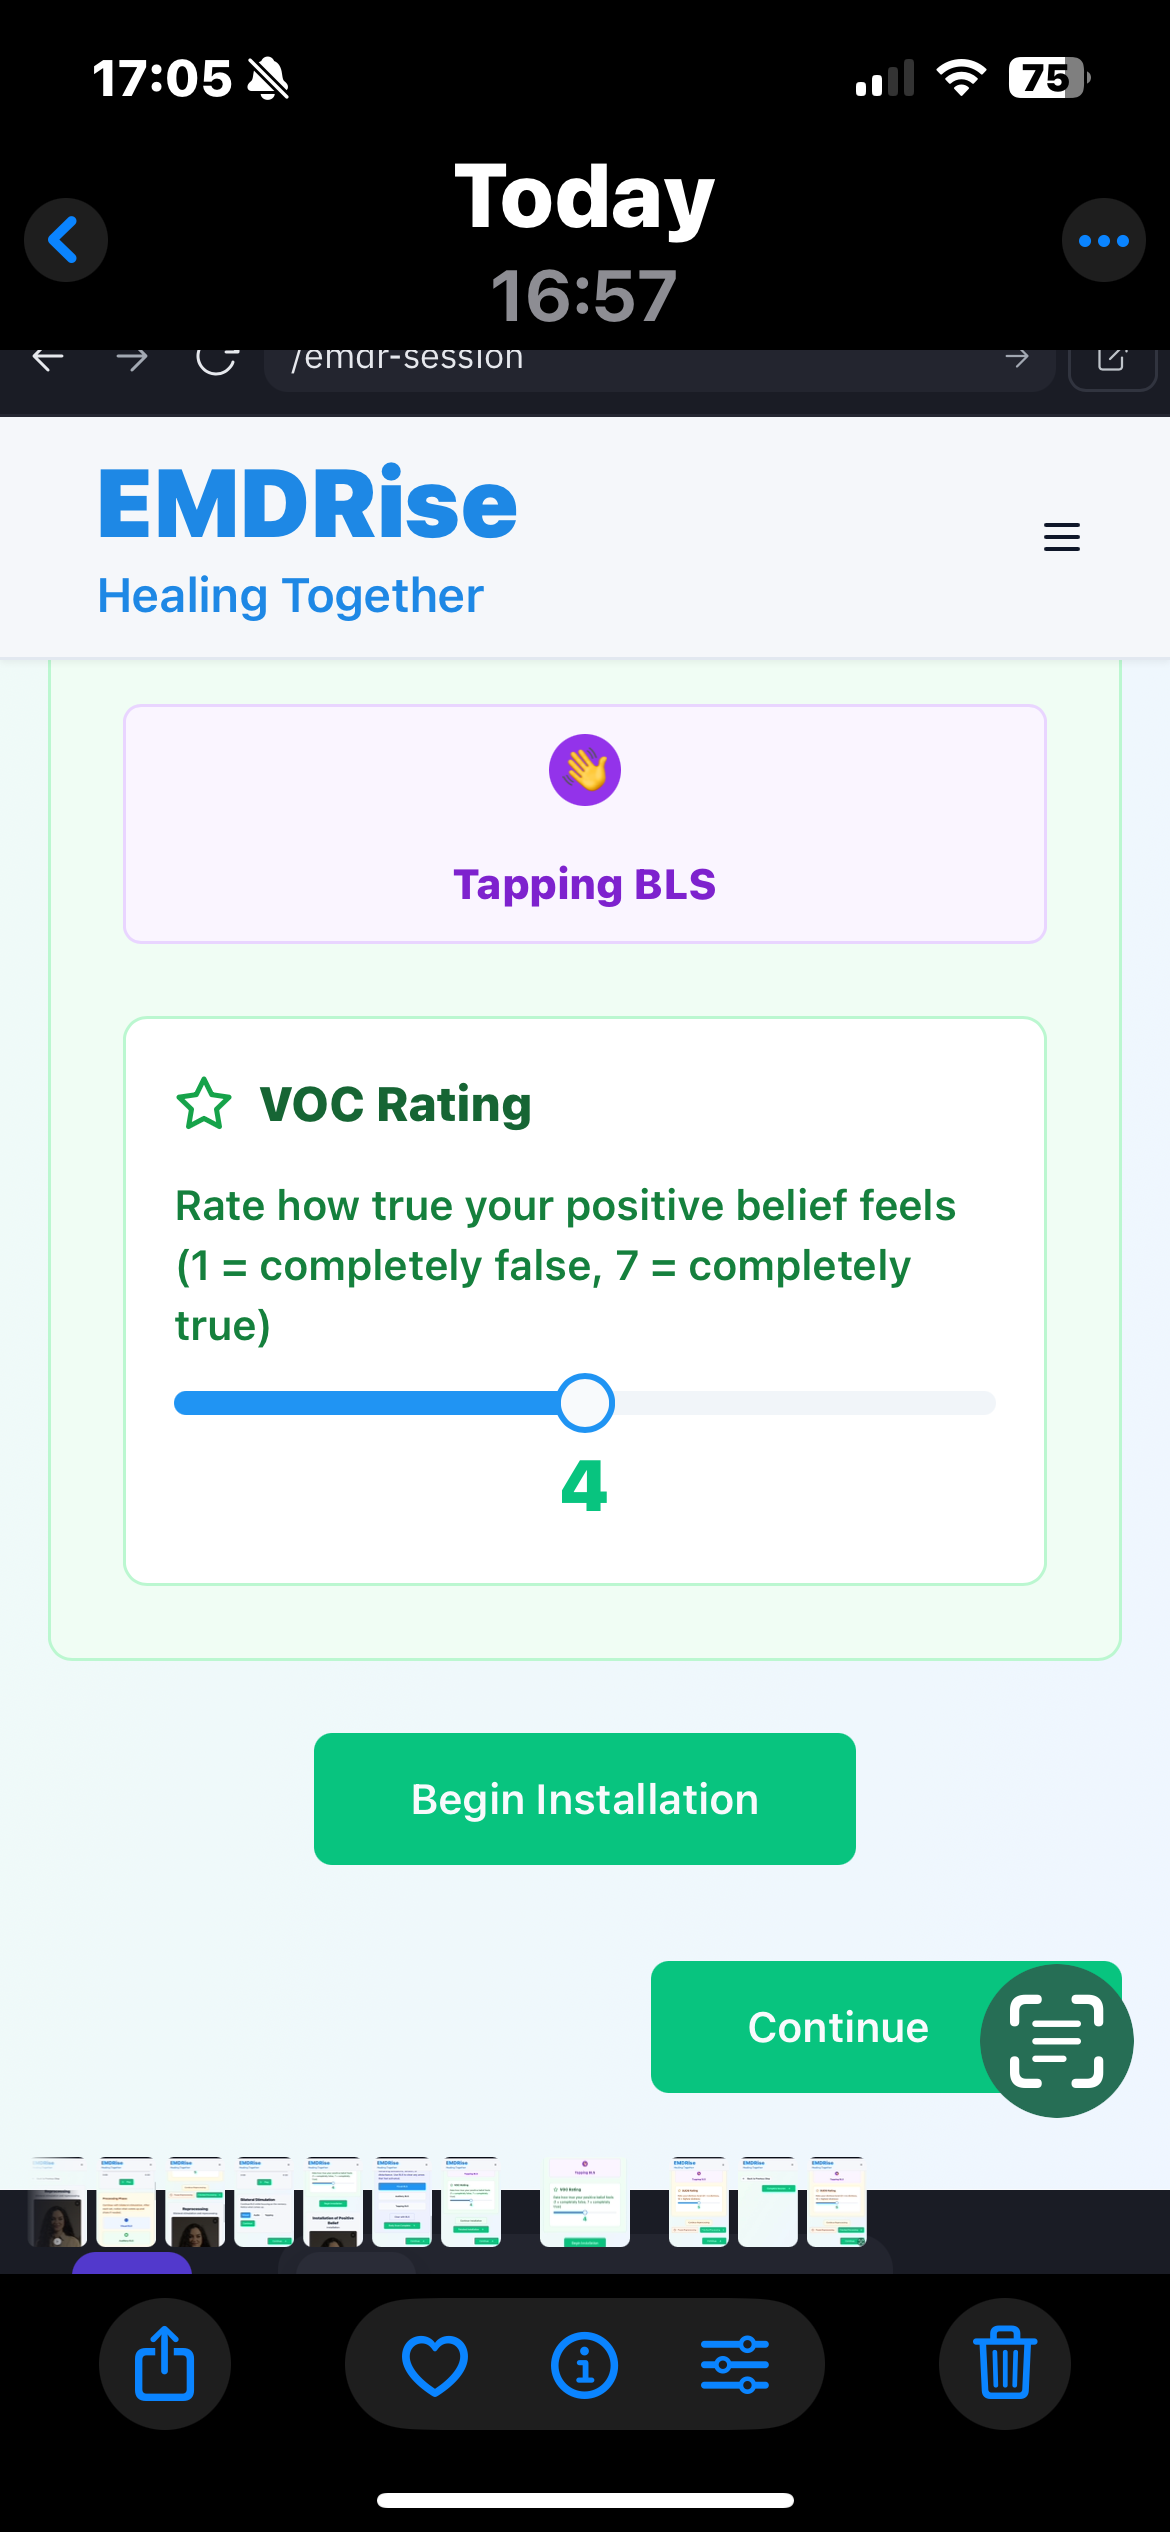 17:05
75
Today
16:57
/emdr-session
EMDRise
Healing Together
Tapping BLS
VOC Rating
Rate how true your positive belief feels
(1 = completely false, 7 = completely
true)
4
Begin Installation
Continue